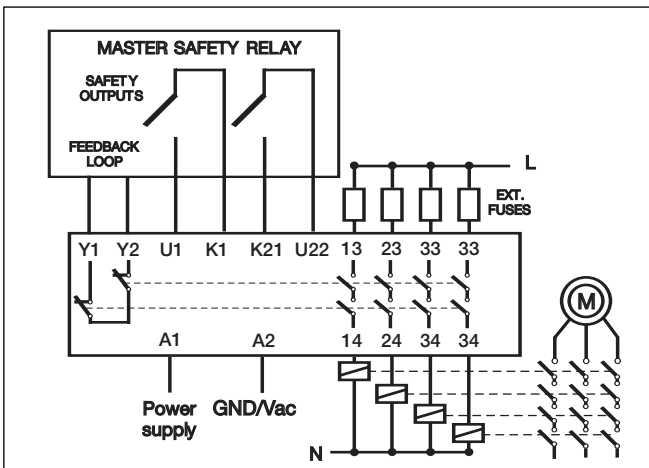 MASTER SAFETY RELAY
SAFETY
OUTPUTS
FEEDBACK
LOOP
L
EXT.
FUSES
Y1 Y2 U1 K1 K21 U22 13 23 33 33
M
A1 A2 14 24 34 34
Power
supply
GND/Vac
N